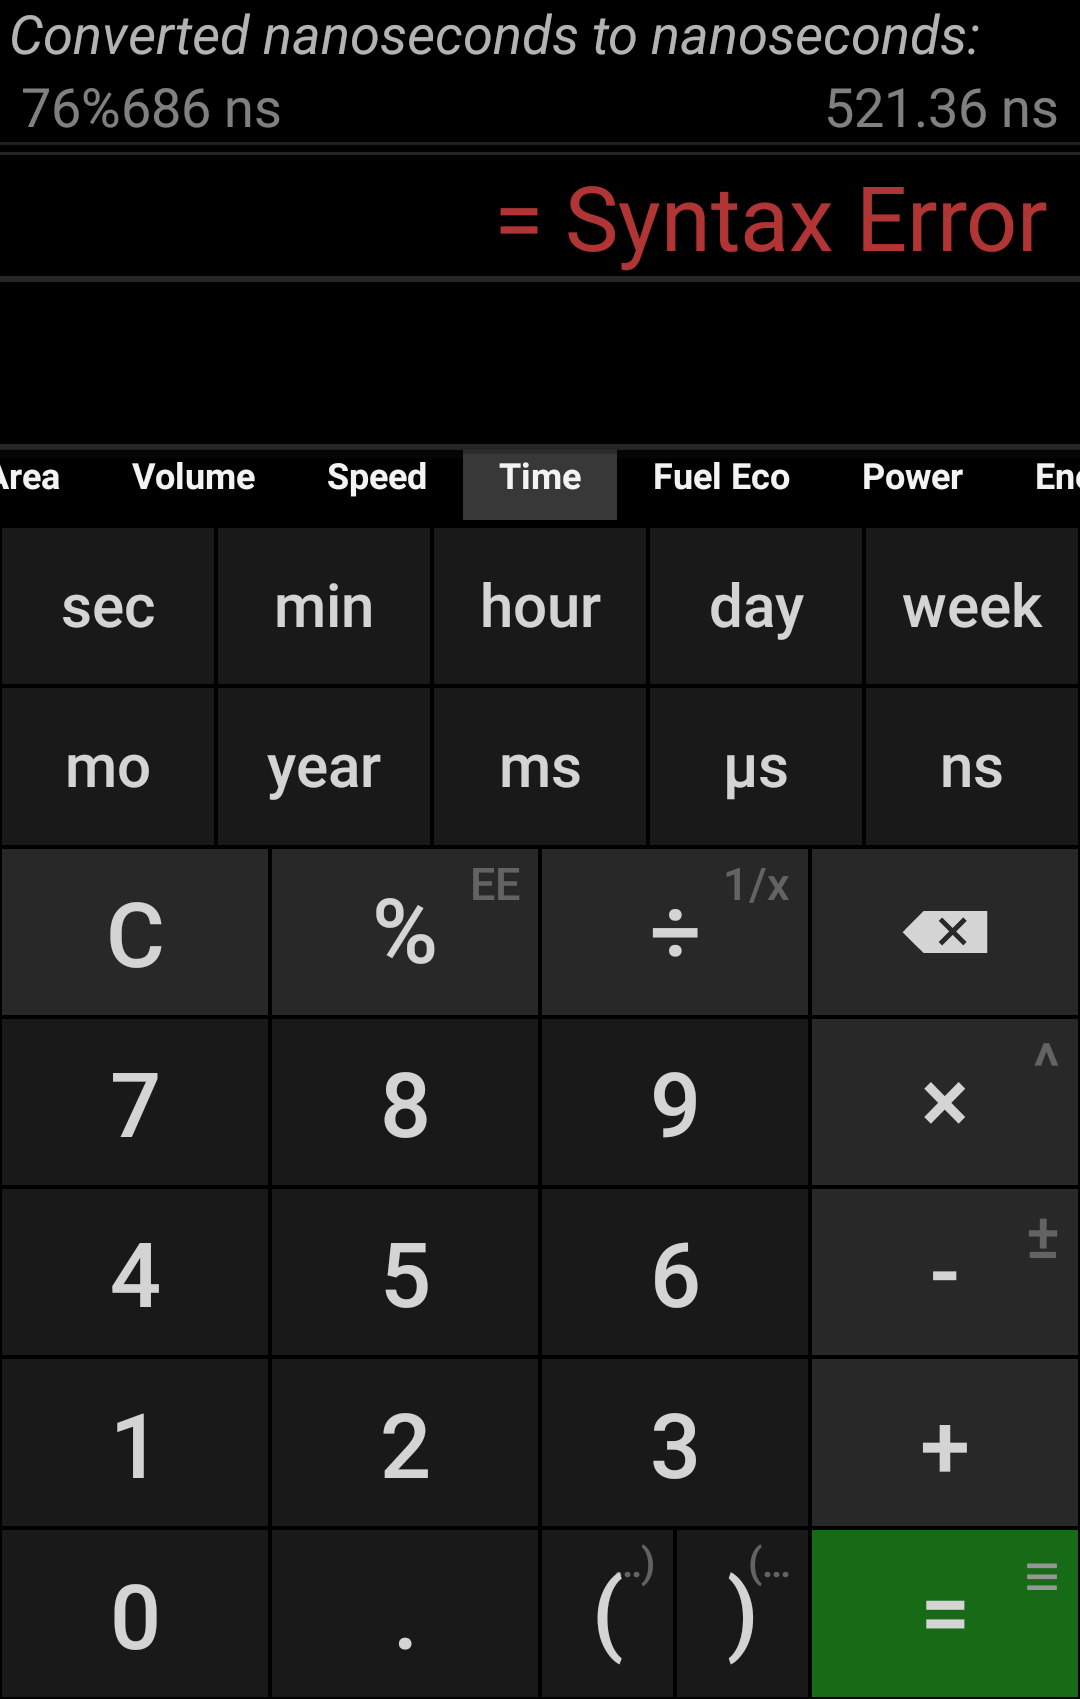 Converted nanoseconds to nanoseconds:
76%686 ns 521.36 ns
= Syntax Error
Area Volume Speed Time Fuel Eco Power Ene
sec min hour day week
mo year ms µs ns
C % EE ÷ 1/x
7 8 9 × ^
4 5 6 - ±
1 2 3 +
0 . ( ..) ) (... = ≡